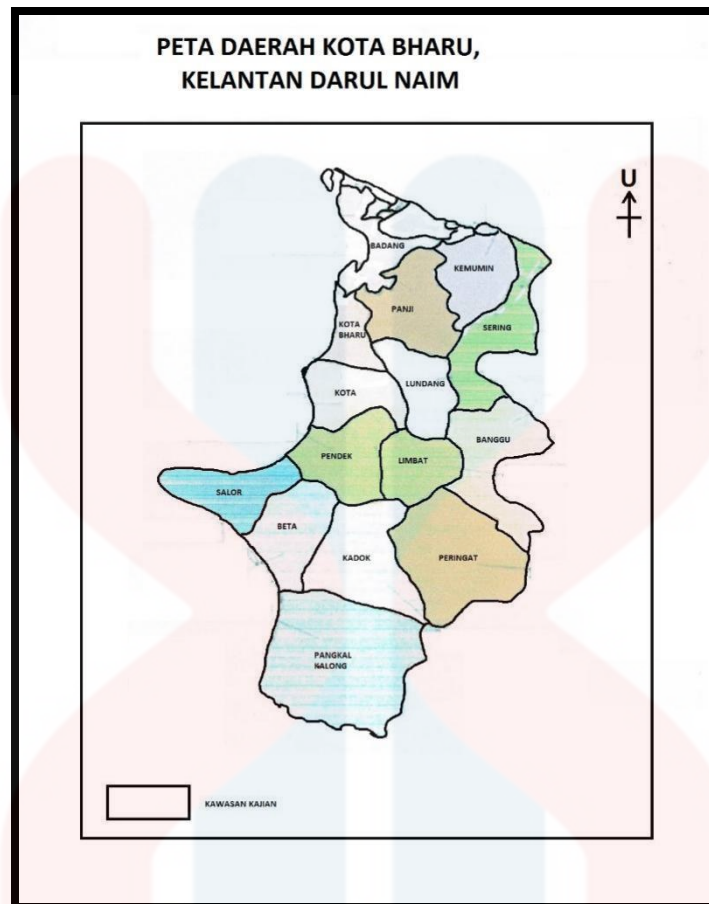 PETA DAERAH KOTA BHARU,
KELANTAN DARUL NAIM
U
BADANG
KEMUMIN
PANJI
KOTA
BHARU
SERING
LUNDANG
KOTA
BANGGU
PENDEK
LIMBAT
SALOR
BETA
KADOK
PERINGAT
PANGKAL
KALONG
KAWASAN KAJIAN